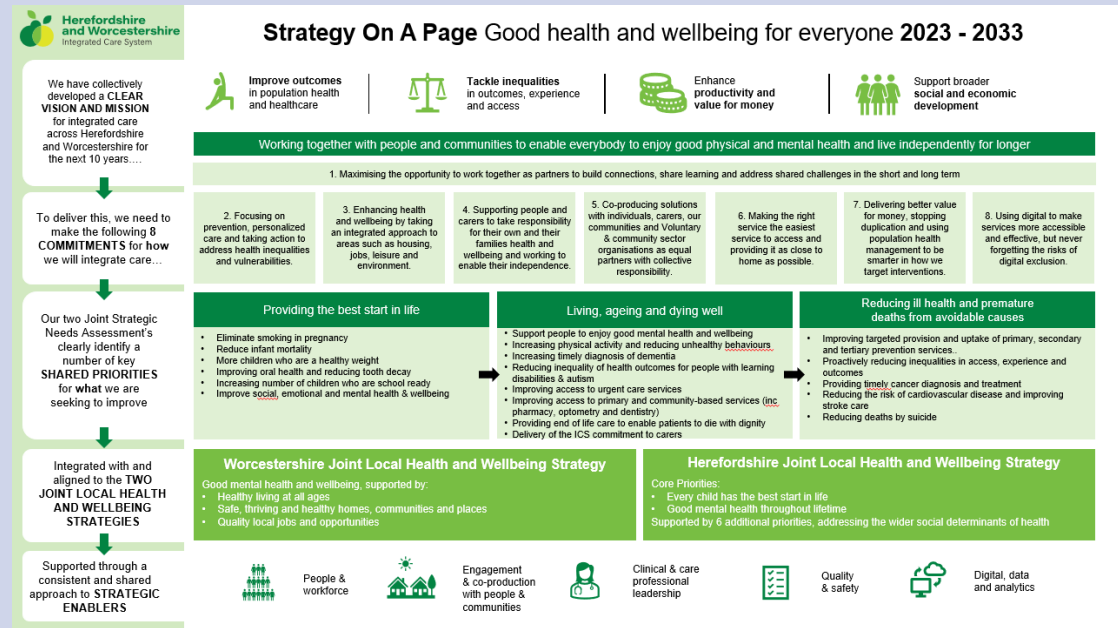 Herefordshire
and Worcestershire
Integrated Care System
Strategy On A Page Good health and wellbeing for everyone 2023 - 2033
We have collectively
developed a CLEAR
VISION AND MISSION
for integrated care
across Herefordshire
and Worcestershire for
the next 10 years….
Improve outcomes
in population health
and healthcare
Tackle inequalities
in outcomes, experience
and access
Enhance
productivity and
value for money
Support broader
social and economic
development
Working together with people and communities to enable everybody to enjoy good physical and mental health and live independently for longer
1. Maximising the opportunity to work together as partners to build connections, share learning and address shared challenges in the short and long term
To deliver this, we need to
make the following 8
COMMITMENTS for how
we will integrate care…
2. Focusing on
prevention, personalized
care and taking action to
address health inequalities
and vulnerabilities.
3. Enhancing health
and wellbeing by taking
an integrated approach to
areas such as housing,
jobs, leisure and
environment.
4. Supporting people and
carers to take responsibility
for their own and their
families health and
wellbeing and working to
enable their independence.
5. Co-producing solutions
with individuals, carers, our
communities and Voluntary
& community sector
organisations as equal
partners with collective
responsibility.
6. Making the right
service the easiest
service to access and
providing it as close to
home as possible.
7. Delivering better value
for money, stopping
duplication and using
population health
management to be
smarter in how we
target interventions.
8. Using digital to make
services more accessible
and effective, but never
forgetting the risks of
digital exclusion.
Our two Joint Strategic
Needs Assessment's
clearly identify a
number of key
SHARED PRIORITIES
for what we are
seeking to improve
Providing the best start in life
• Eliminate smoking in pregnancy
• Reduce infant mortality
• More children who are a healthy weight
• Improving oral health and reducing tooth decay
• Increasing number of children who are school ready
• Improve social, emotional and mental health & wellbeing
Living, ageing and dying well
• Support people to enjoy good mental health and wellbeing
• Increasing physical activity and reducing unhealthy behaviours
• Increasing timely diagnosis of dementia
• Reducing inequality of health outcomes for people with learning
disabilities & autism
• Improving access to urgent care services
• Improving access to primary and community-based services (inc
pharmacy, optometry and dentistry)
• Providing end of life care to enable patients to die with dignity
• Delivery of the ICS commitment to carers
Reducing ill health and premature
deaths from avoidable causes
• Improving targeted provision and uptake of primary, secondary
and tertiary prevention services..
• Proactively reducing inequalities in access, experience and
outcomes
• Providing timely cancer diagnosis and treatment
• Reducing the risk of cardiovascular disease and improving
stroke care
• Reducing deaths by suicide
Integrated with and
aligned to the TWO
JOINT LOCAL HEALTH
AND WELLBEING
STRATEGIES
Worcestershire Joint Local Health and Wellbeing Strategy
Good mental health and wellbeing, supported by:
• Healthy living at all ages
• Safe, thriving and healthy homes, communities and places
• Quality local jobs and opportunities
Herefordshire Joint Local Health and Wellbeing Strategy
Core Priorities:
• Every child has the best start in life
• Good mental health throughout lifetime
Supported by 6 additional priorities, addressing the wider social determinants of health
Supported through a
consistent and shared
approach to STRATEGIC
ENABLERS
People &
workforce
Engagement
& co-production
with people &
communities
Clinical & care
professional
leadership
Quality
& safety
Digital, data
and analytics